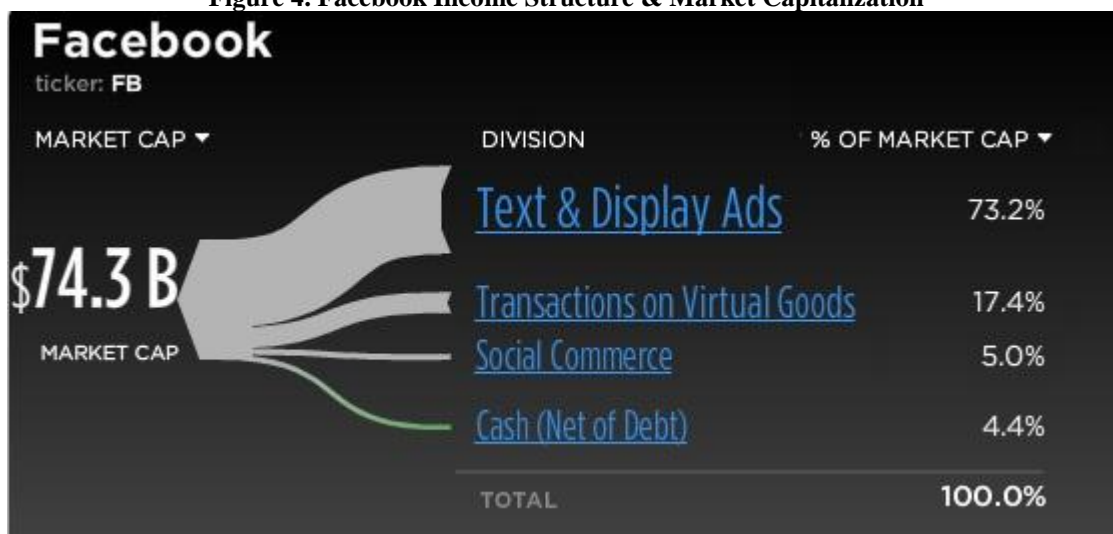 Figure 4. Facebook Income Structure & Market Capitalization
Facebook
ticker: FB
MARKET CAP ▼ DIVISION % OF MARKET CAP ▼
Text & Display Ads 73.2%
$74.3 B
MARKET CAP
Transactions on Virtual Goods 17.4%
Social Commerce 5.0%
Cash (Net of Debt) 4.4%
TOTAL 100.0%